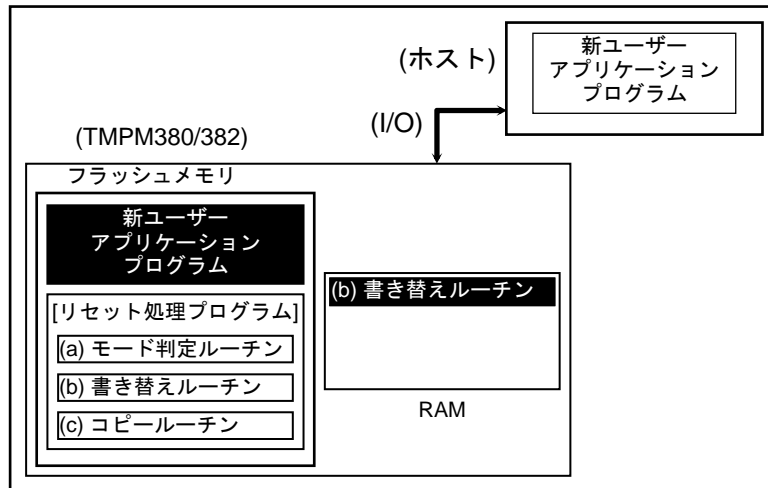 (ホスト)
新ユーザー
アプリケーション
プログラム
(I/O)
(TMPM380/382)
フラッシュメモリ
新ユーザー
アプリケーション
プログラム
[リセット処理プログラム]
(a) モード判定ルーチン
(b) 書き替えルーチン
(c) コピールーチン
(b) 書き替えルーチン
RAM